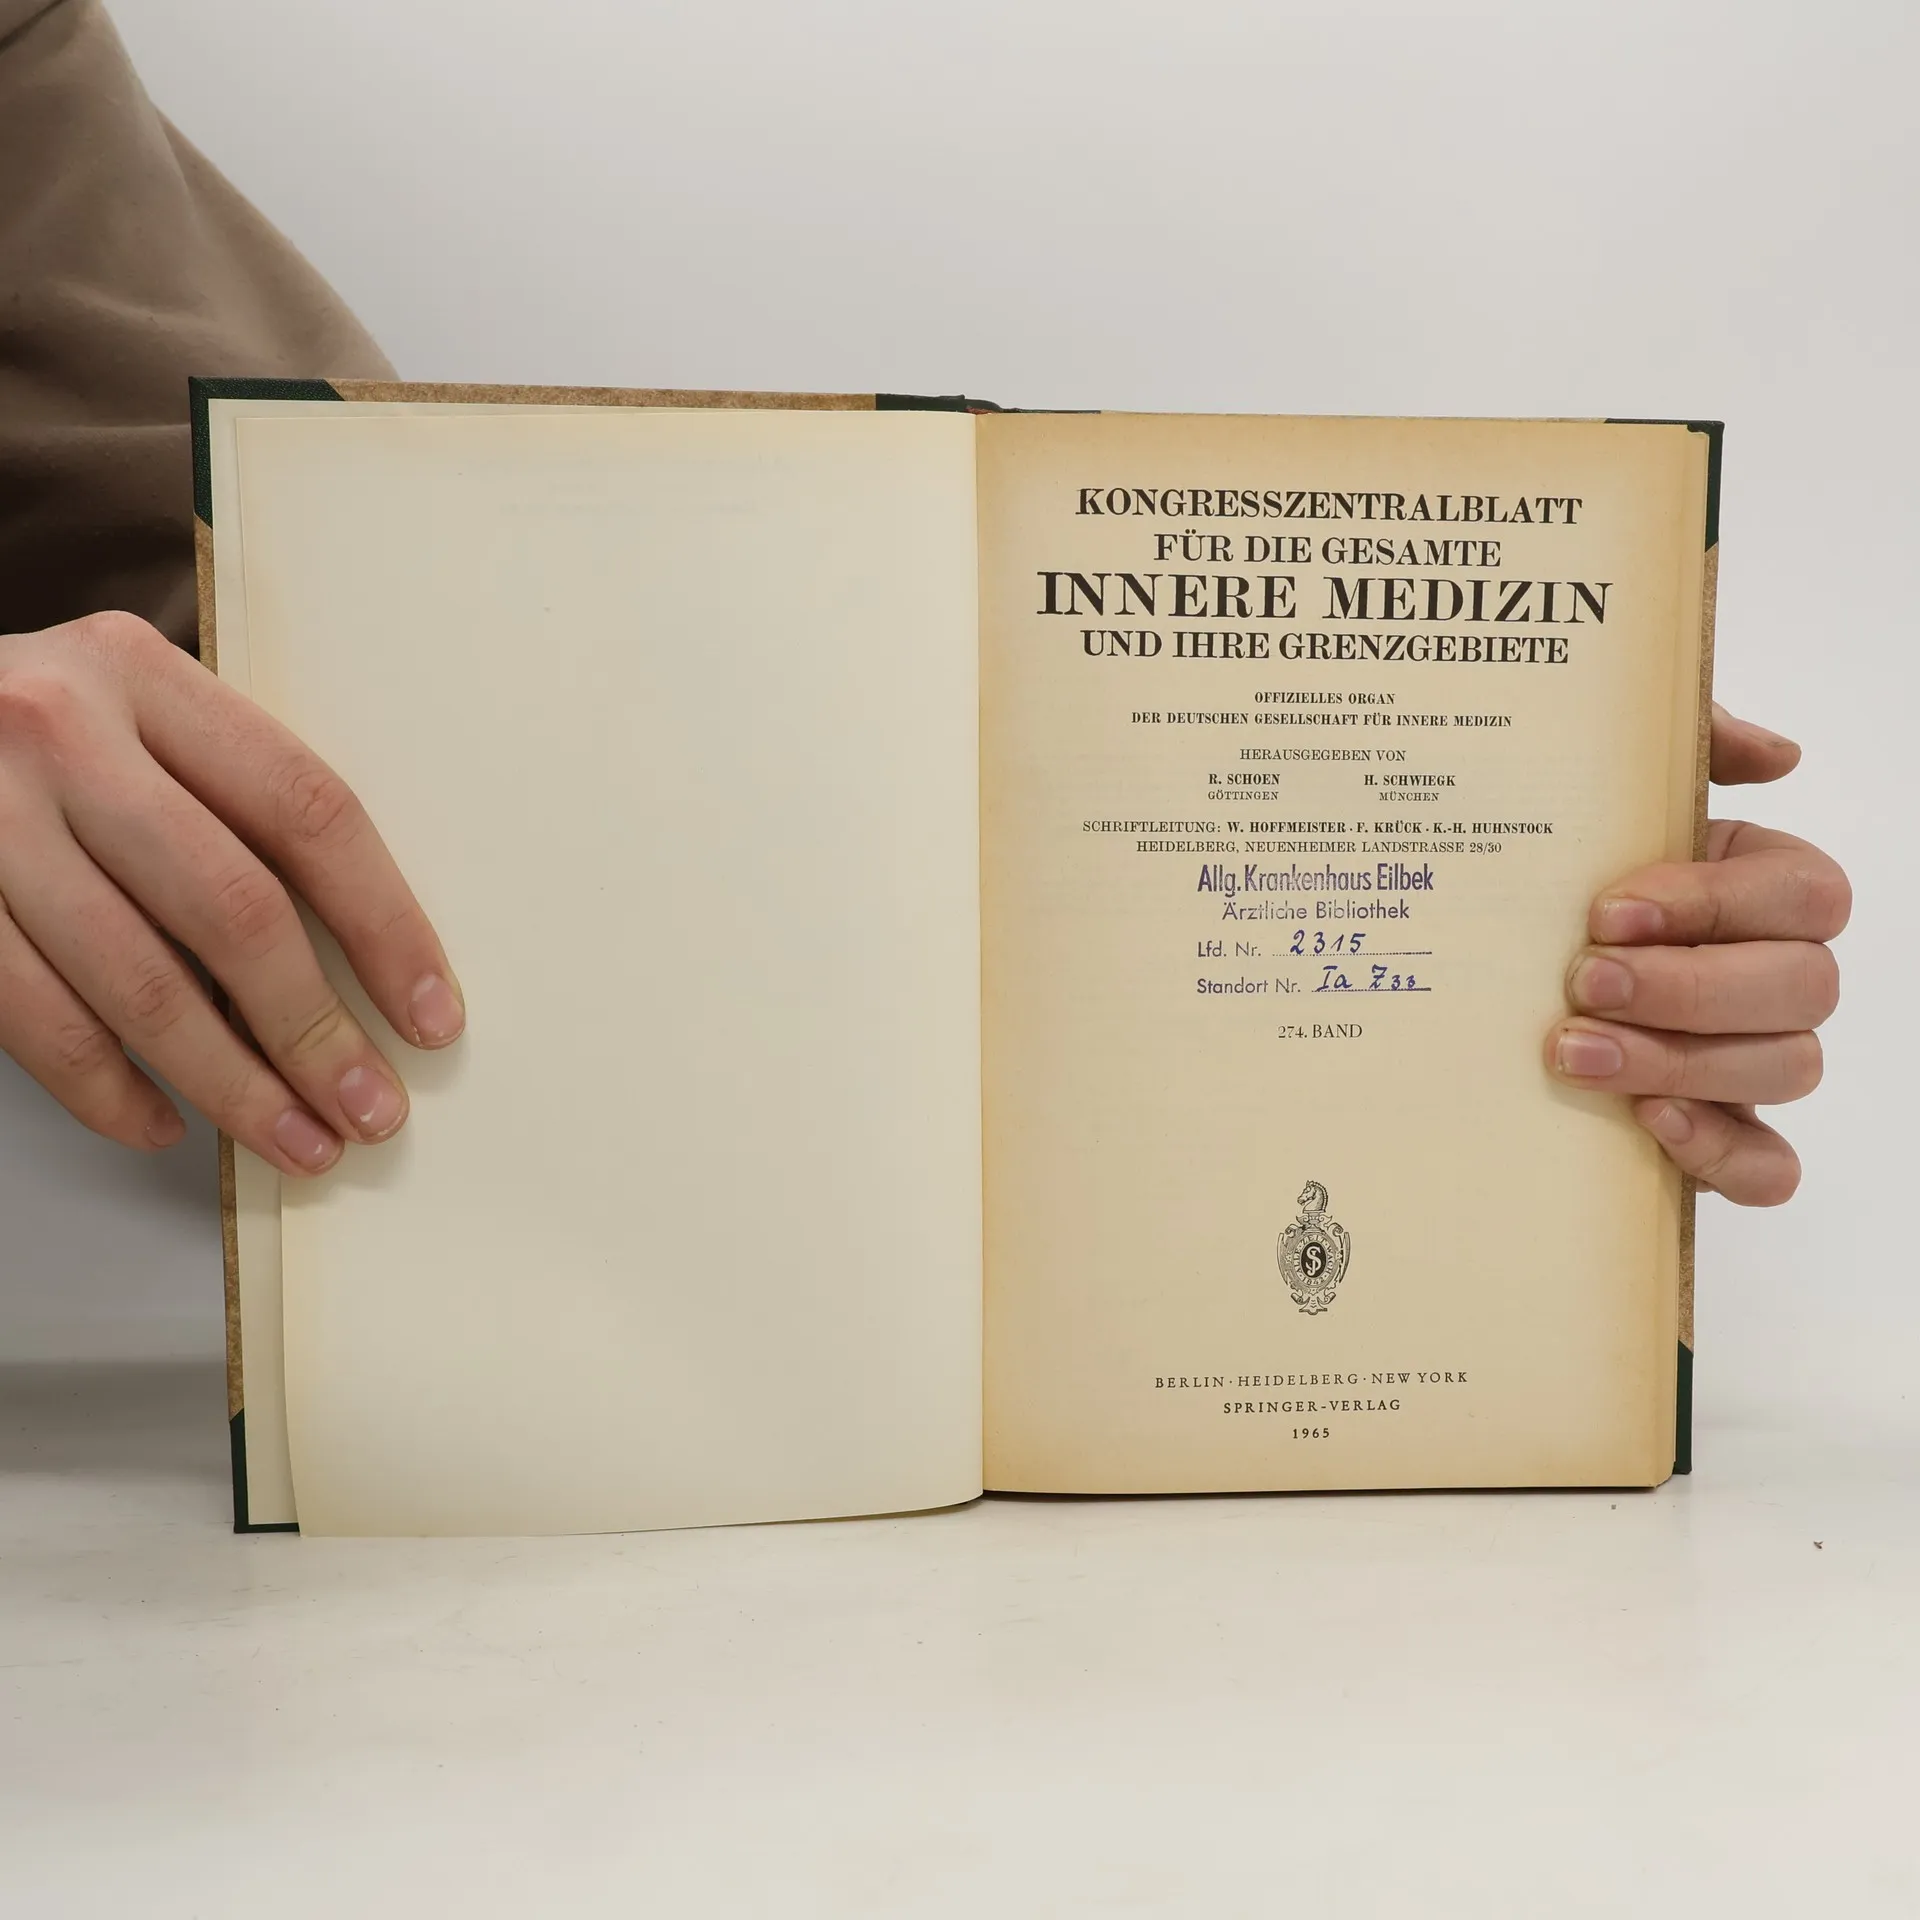 KONGRESSZENTRALBLATT
FÜR DIE GESAMTE
INNERE MEDIZIN
UND IHRE GRENZGEBIETE
OFFIZIELLES ORGAN
DER DEUTSCHEN GESELLSCHAFT FÜR INNERE MEDIZIN
HERAUSGEGEBEN VON
R. SCHOEN H. SCHWIEGK
GÖTTINGEN MÜNCHEN
SCHRIFTLEITUNG: W. HOFFMEISTER · F. KRÜCK · K.-H. HUHNSTOCK
HEIDELBERG, NEUENHEIMER LANDSTRASSE 28/30
Allg. Krankenhaus Eilbek
Ärztliche Bibliothek
Lfd. Nr. 2315
Standort Nr. Ia Z 33
274. BAND
BERLIN · HEIDELBERG · NEW YORK
SPRINGER-VERLAG
1965